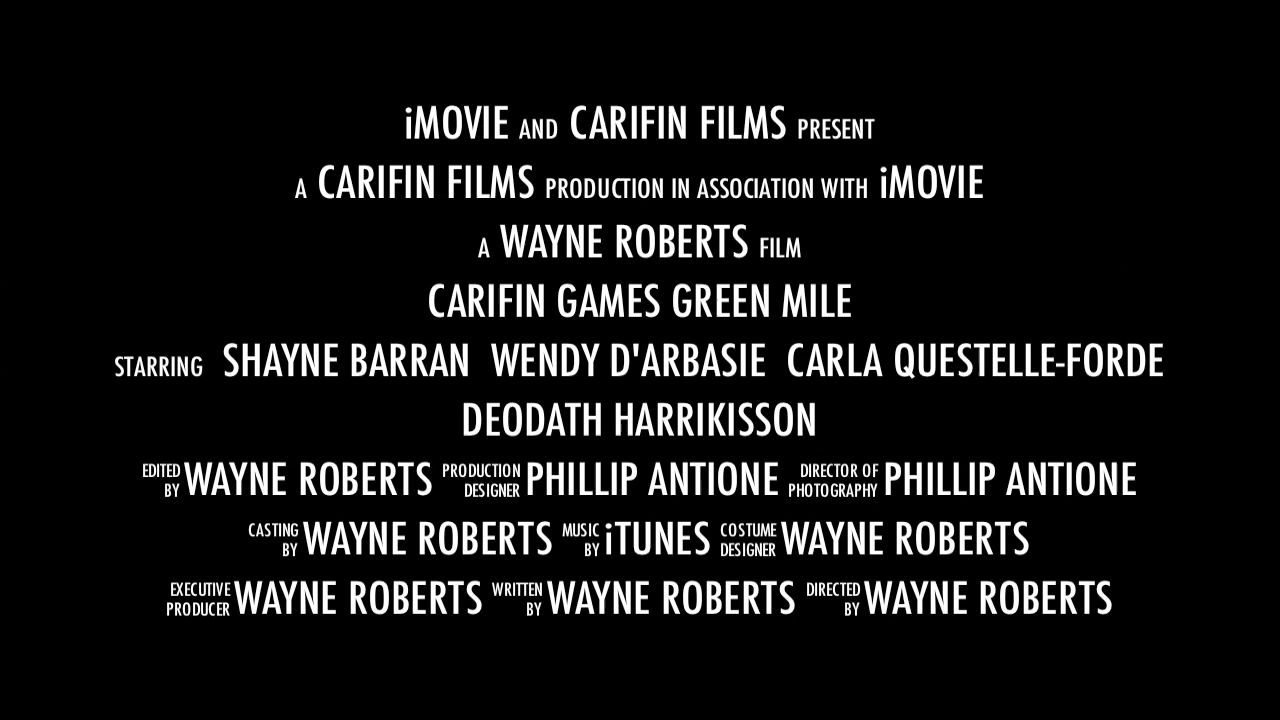 iMOVIE AND CARIFIN FILMS PRESENT
A CARIFIN FILMS PRODUCTION IN ASSOCIATION WITH iMOVIE
A WAYNE ROBERTS FILM
CARIFIN GAMES GREEN MILE
STARRING SHAYNE BARRAN WENDY D'ARBASIE CARLA QUESTELLE-FORDE
DEODATH HARRIKISSON
EDITED BY WAYNE ROBERTS PRODUCTION DESIGNER PHILLIP ANTIONE DIRECTOR OF PHOTOGRAPHY PHILLIP ANTIONE
CASTING BY WAYNE ROBERTS MUSIC BY iTUNES COSTUME DESIGNER WAYNE ROBERTS
EXECUTIVE PRODUCER WAYNE ROBERTS WRITTEN BY WAYNE ROBERTS DIRECTED BY WAYNE ROBERTS